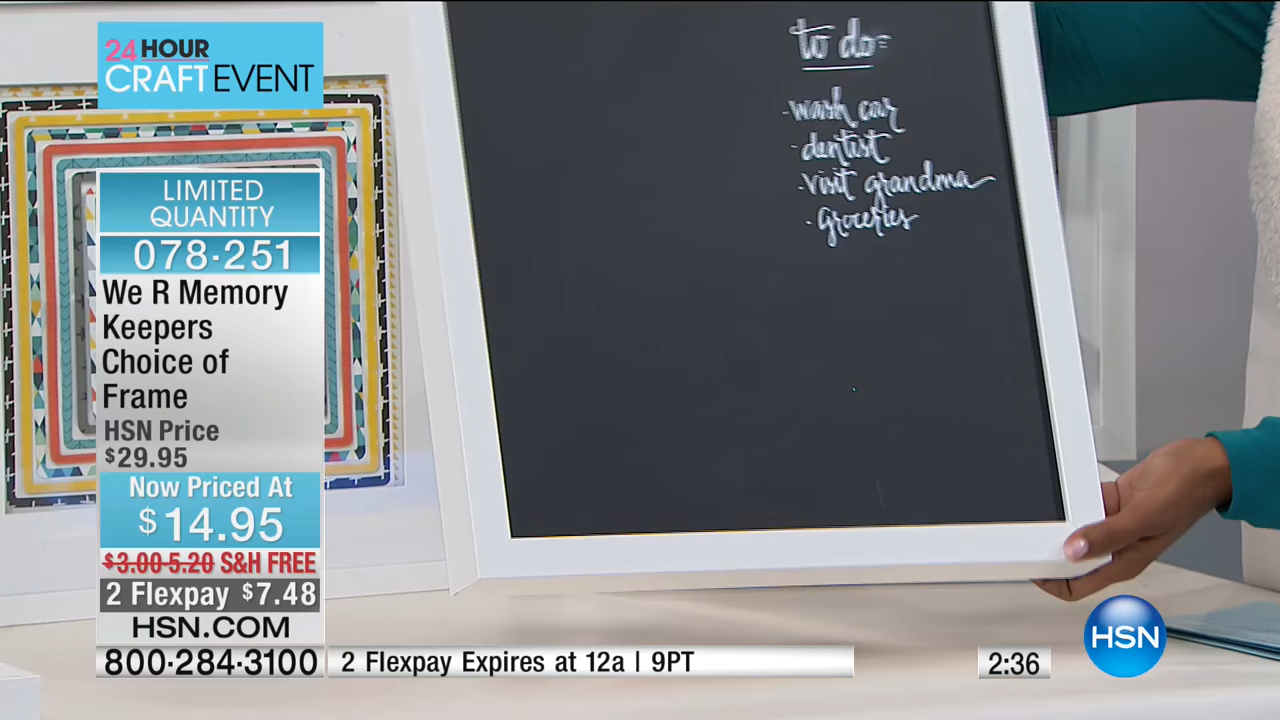 24 HOUR
CRAFT EVENT
LIMITED
QUANTITY
078·251
We R Memory
Keepers
Choice of
Frame
HSN Price
$29.95
Now Priced At
$14.95
$3.00-5.20 S&H FREE
2 Flexpay $7.48
HSN.COM
800·284·3100
2 Flexpay Expires at 12a | 9PT
2:36
HSN
to do
-wash car
·dentist
·visit grandma
·groceries